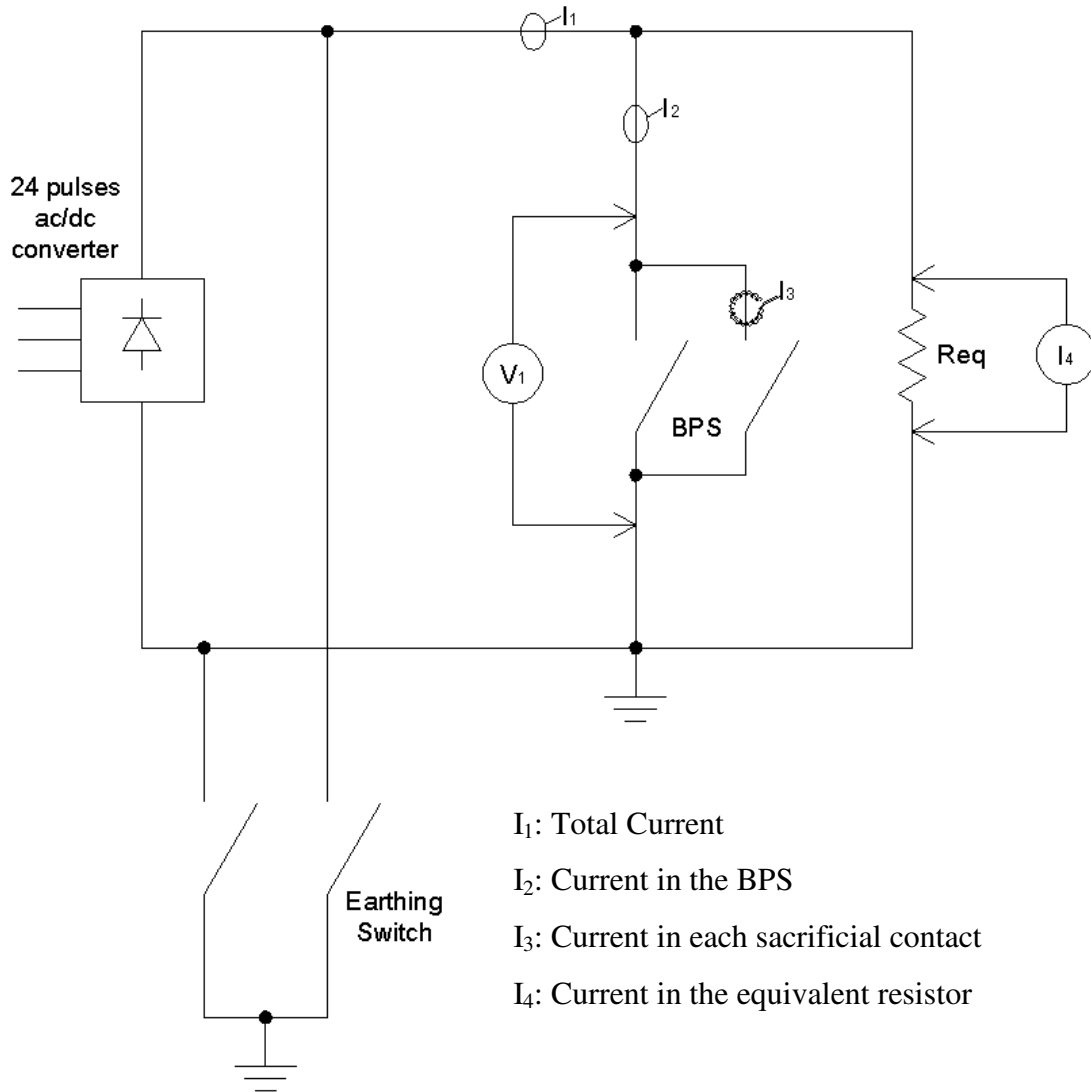 I₁
I₂
24 pulses
ac/dc
converter
I₃
V₁
BPS
Req
I₄
Earthing
Switch
I₁: Total Current
I₂: Current in the BPS
I₃: Current in each sacrificial contact
I₄: Current in the equivalent resistor